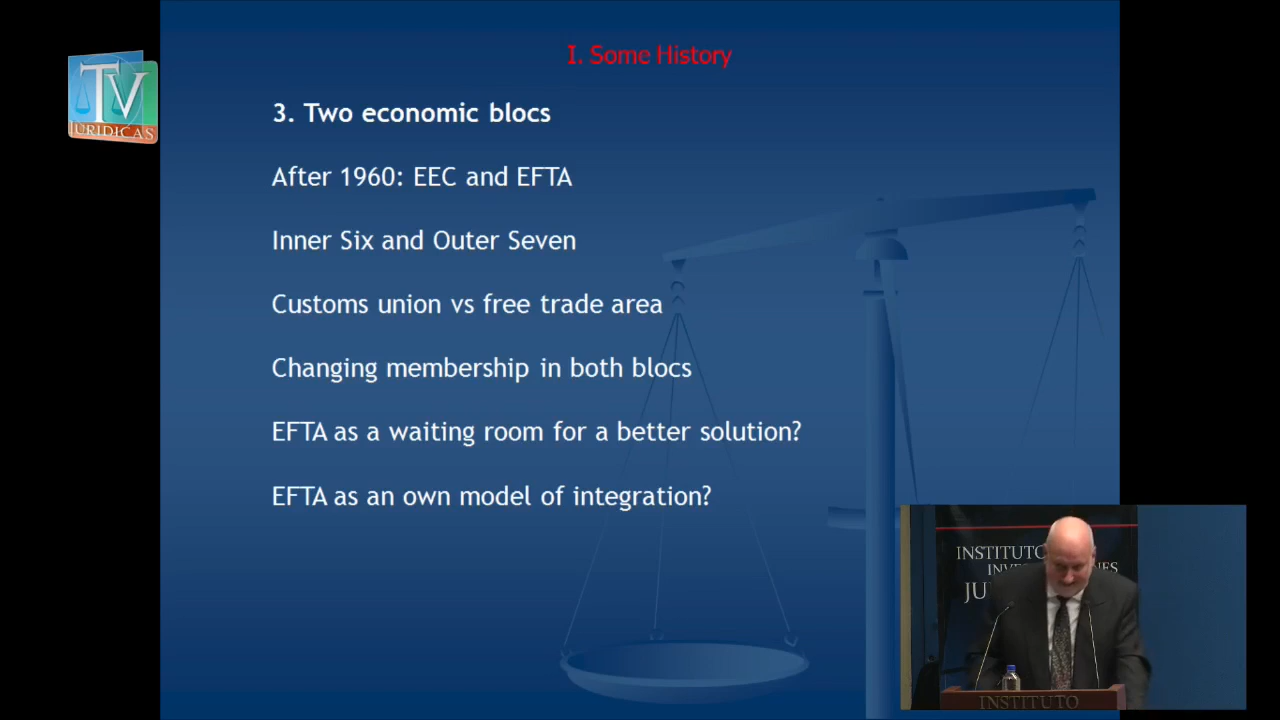 I. Some History
TV
JURIDICAS
3. Two economic blocs
After 1960: EEC and EFTA
Inner Six and Outer Seven
Customs union vs free trade area
Changing membership in both blocs
EFTA as a waiting room for a better solution?
EFTA as an own model of integration?
INSTITUTO
INSTITUTO